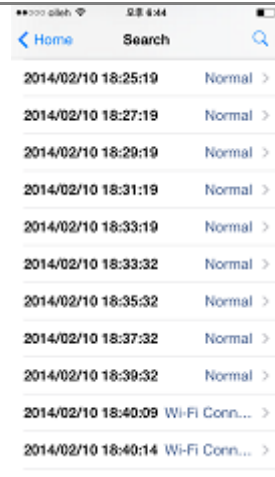 olleh 오후 6:44
Home Search
2014/02/10 18:25:19 Normal
2014/02/10 18:27:19 Normal
2014/02/10 18:29:19 Normal
2014/02/10 18:31:19 Normal
2014/02/10 18:33:19 Normal
2014/02/10 18:33:32 Normal
2014/02/10 18:35:32 Normal
2014/02/10 18:37:32 Normal
2014/02/10 18:39:32 Normal
2014/02/10 18:40:09 Wi-Fi Conn...
2014/02/10 18:40:14 Wi-Fi Conn...